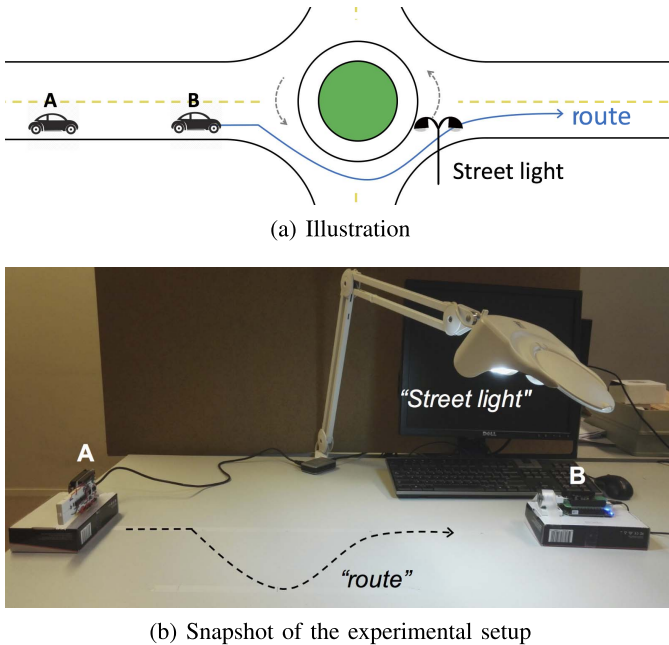 A
B
route
Street light
(a) Illustration
"Street light"
DELL
A
B
"route"
(b) Snapshot of the experimental setup